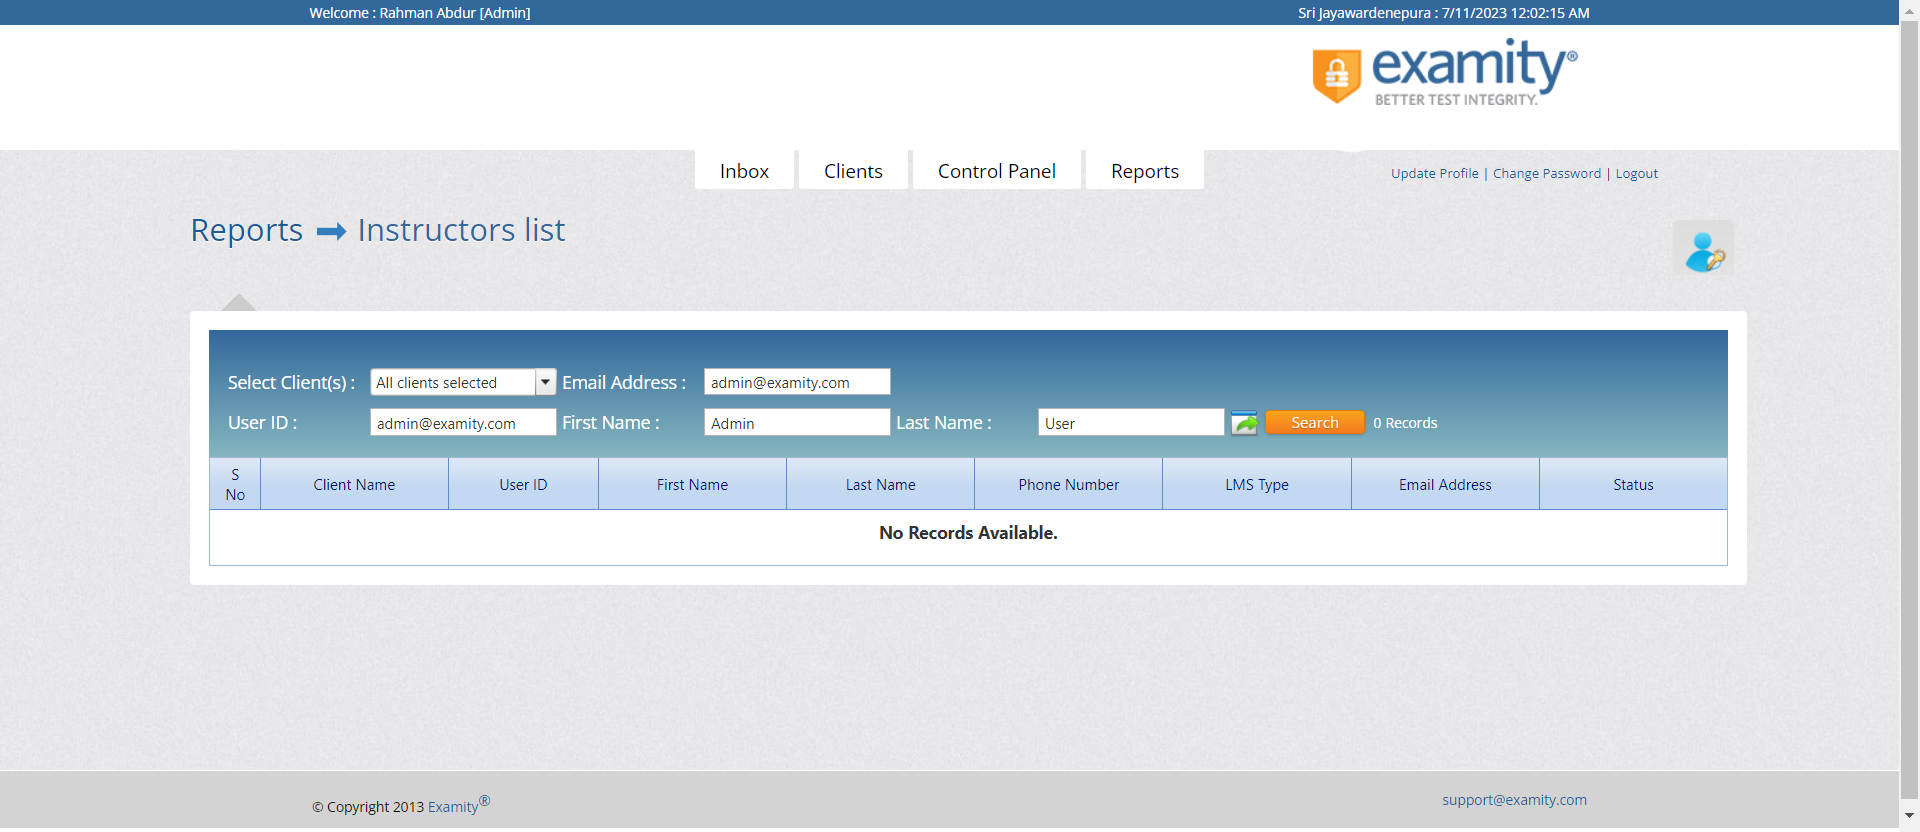 Welcome : Rahman Abdur [Admin]
Sri Jayawardenepura : 7/11/2023 12:02:15 AM
examity®
BETTER TEST INTEGRITY.
Inbox
Clients
Control Panel
Reports
Update Profile | Change Password | Logout
Reports
Instructors list
Select Client(s) :
All clients selected
Email Address :
admin@examity.com
User ID :
admin@examity.com
First Name :
Admin
Last Name :
User
Search
0 Records
S No
Client Name
User ID
First Name
Last Name
Phone Number
LMS Type
Email Address
Status
No Records Available.
© Copyright 2013 Examity®
support@examity.com